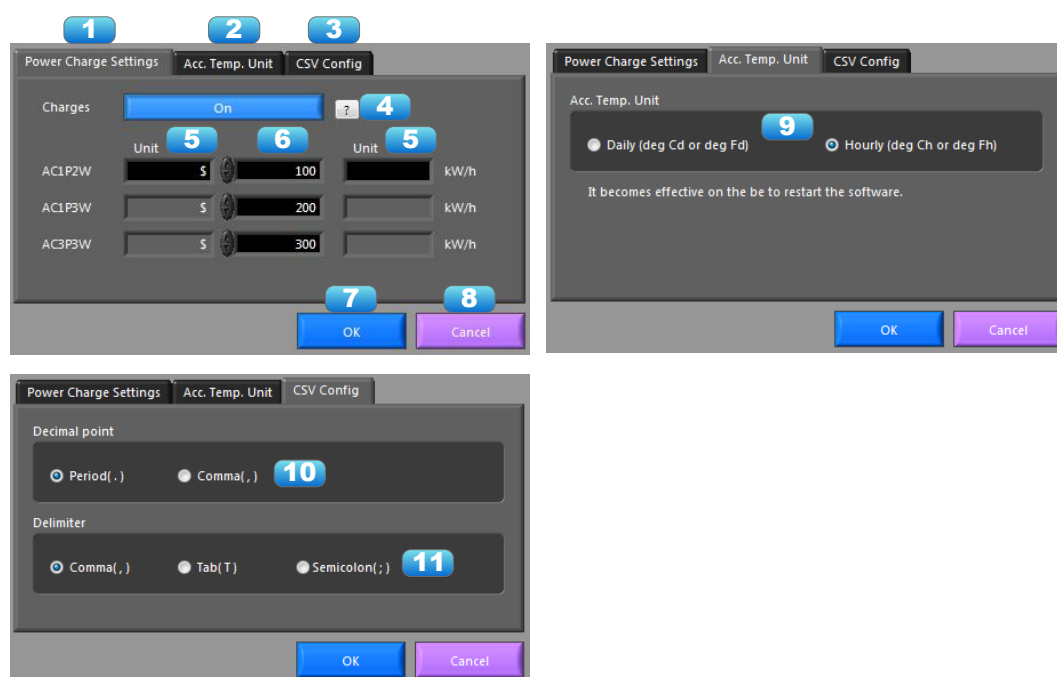 1 2 3
Power Charge Settings Acc. Temp. Unit CSV Config
Charges On ? 4
Unit 5 6 Unit 5
AC1P2W $ 100 kW/h
AC1P3W $ 200 kW/h
AC3P3W $ 300 kW/h
7 8
OK Cancel
Power Charge Settings Acc. Temp. Unit CSV Config
Acc. Temp. Unit
9
Daily (deg Cd or deg Fd) Hourly (deg Ch or deg Fh)
It becomes effective on the be to restart the software.
OK Cancel
Power Charge Settings Acc. Temp. Unit CSV Config
Decimal point
Period(.) Comma(,) 10
Delimiter
Comma(,) Tab(T) Semicolon(;) 11
OK Cancel